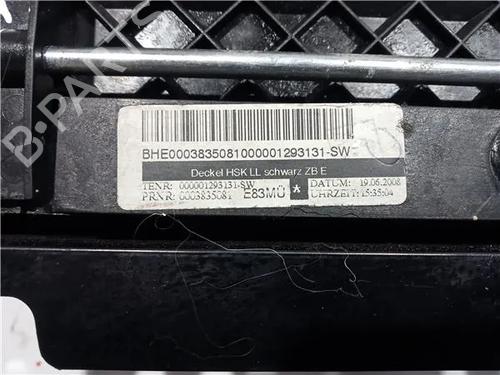 B-PARTS
BHE0003835081000001293131-SW
Deckel HSK LL schwarz ZB E
TENR: 000001293131-SW DATUM: 19.06.2008
PRNR: 0003835081 E83MÜ * UHRZEIT: 15:35:04